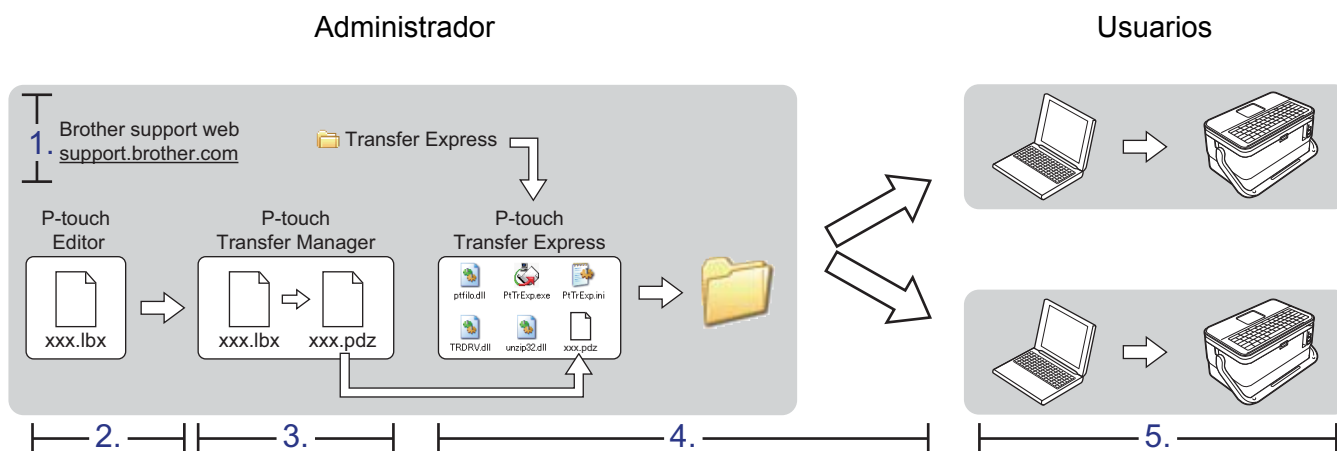 Administrador
Usuarios
1.
Brother support web
support.brother.com
Transfer Express
P-touch
Editor
xxx.lbx
P-touch
Transfer Manager
xxx.lbx
xxx.pdz
P-touch
Transfer Express
ptfilo.dll
PtTrExp.exe
PtTrExp.ini
TRDRV.dll
unzip32.dll
xxx.pdz
2.
3.
4.
5.